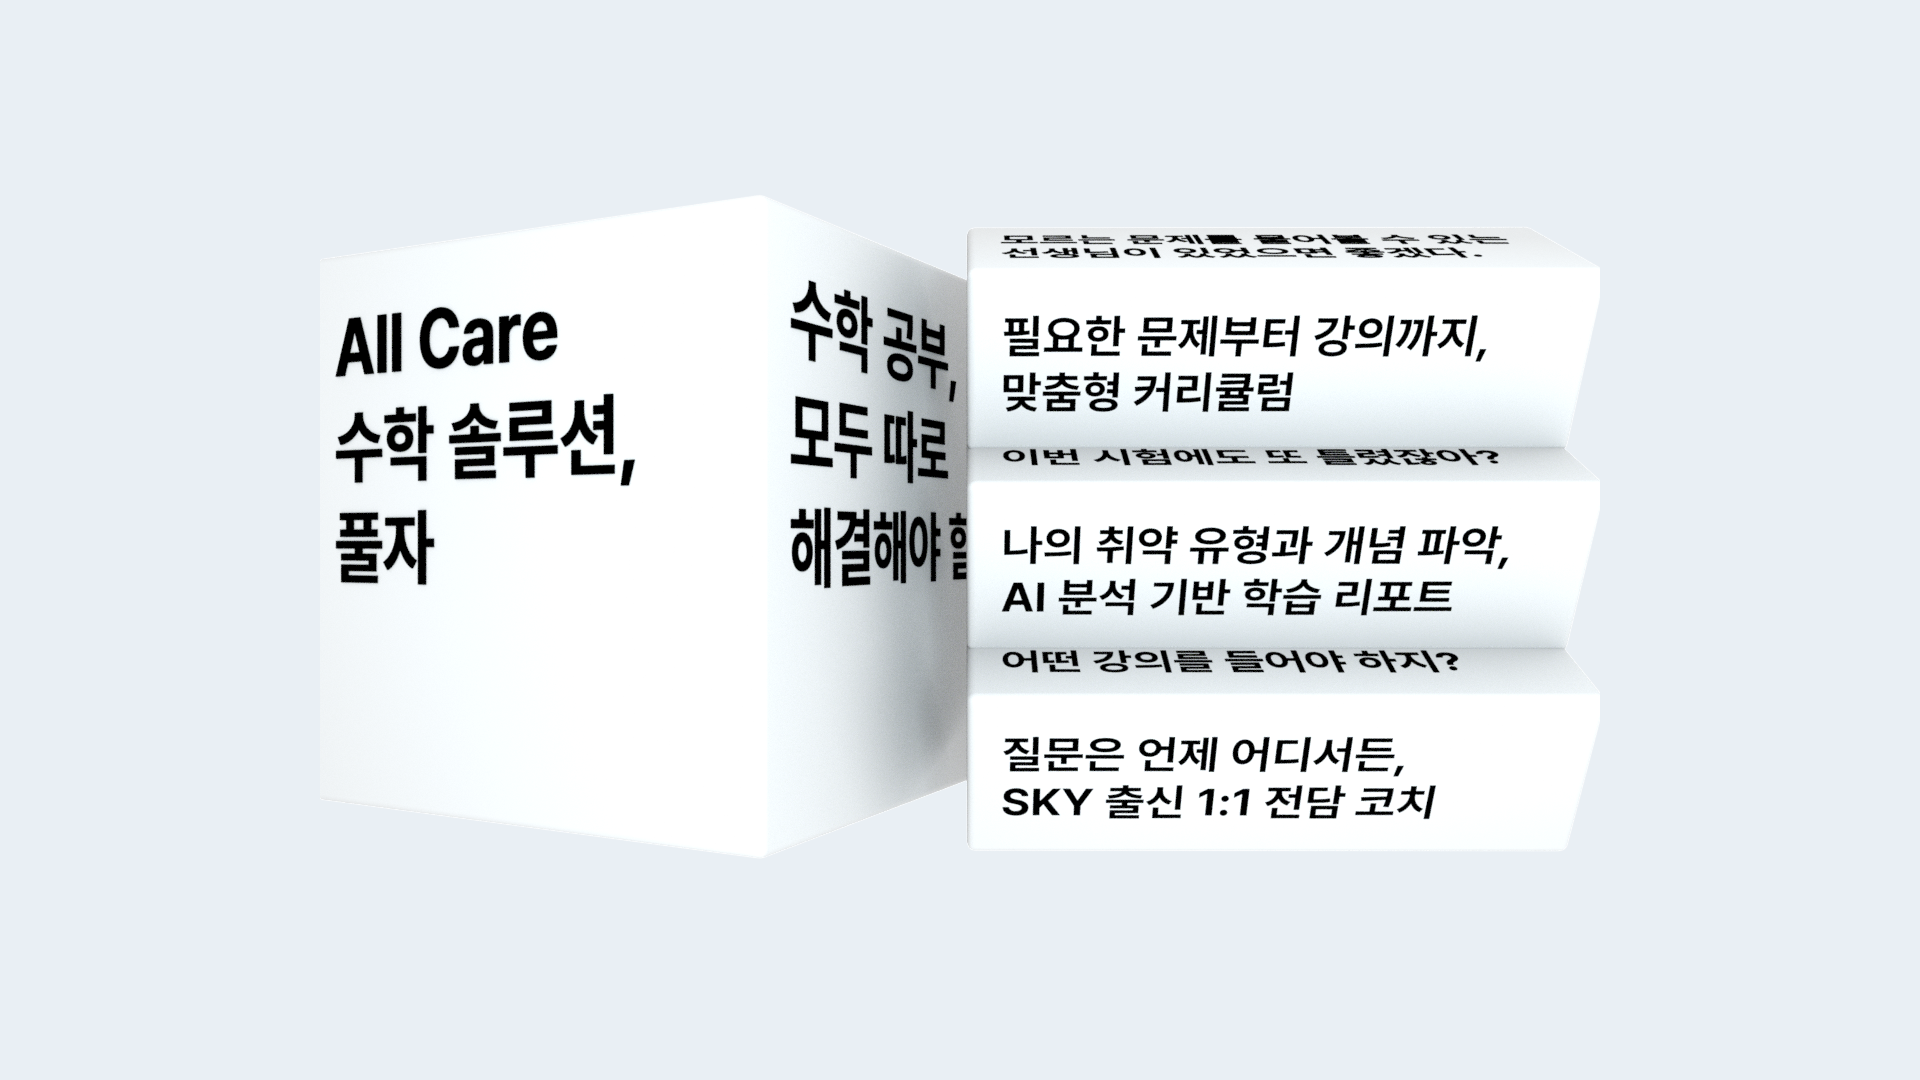 All Care
수학 솔루션,
풀자
수학 공부,
모두 따로
해결해야
모르는 문제를 물어볼 수 있는
선생님이 있었으면 좋겠다.
필요한 문제부터 강의까지,
맞춤형 커리큘럼
이번 시험에도 또 틀렸잖아?
나의 취약 유형과 개념 파악,
AI 분석 기반 학습 리포트
어떤 강의를 들어야 하지?
질문은 언제 어디서든,
SKY 출신 1:1 전담 코치